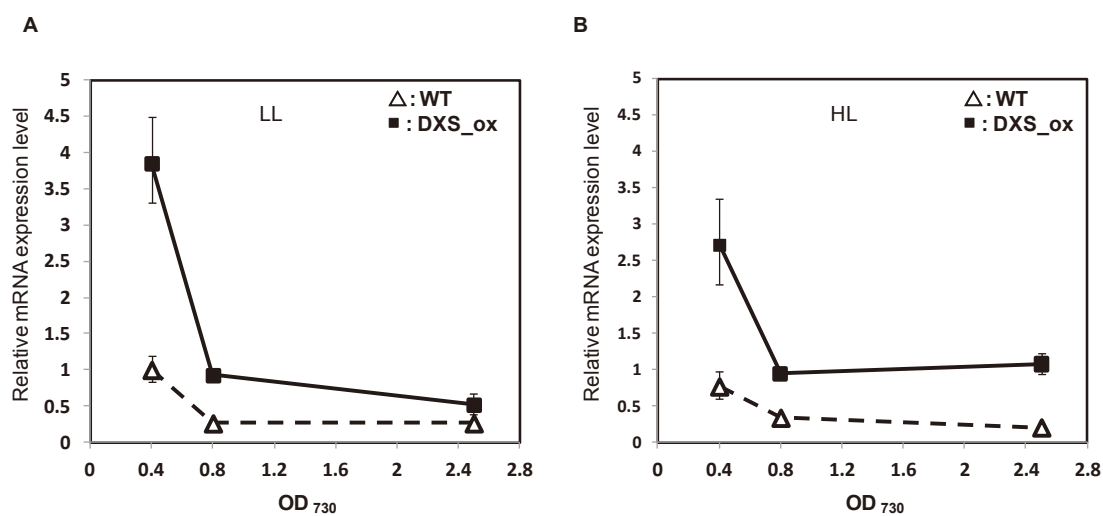 A
Relative mRNA expression level
5
4.5
4
3.5
3
2.5
2
1.5
1
0.5
0
LL
△ : WT
■ : DXS_ox
0 0.4 0.8 1.2 1.6 2 2.4 2.8
OD 730
B
Relative mRNA expression level
5
4.5
4
3.5
3
2.5
2
1.5
1
0.5
0
HL
△ : WT
■ : DXS_ox
0 0.4 0.8 1.2 1.6 2 2.4 2.8
OD 730